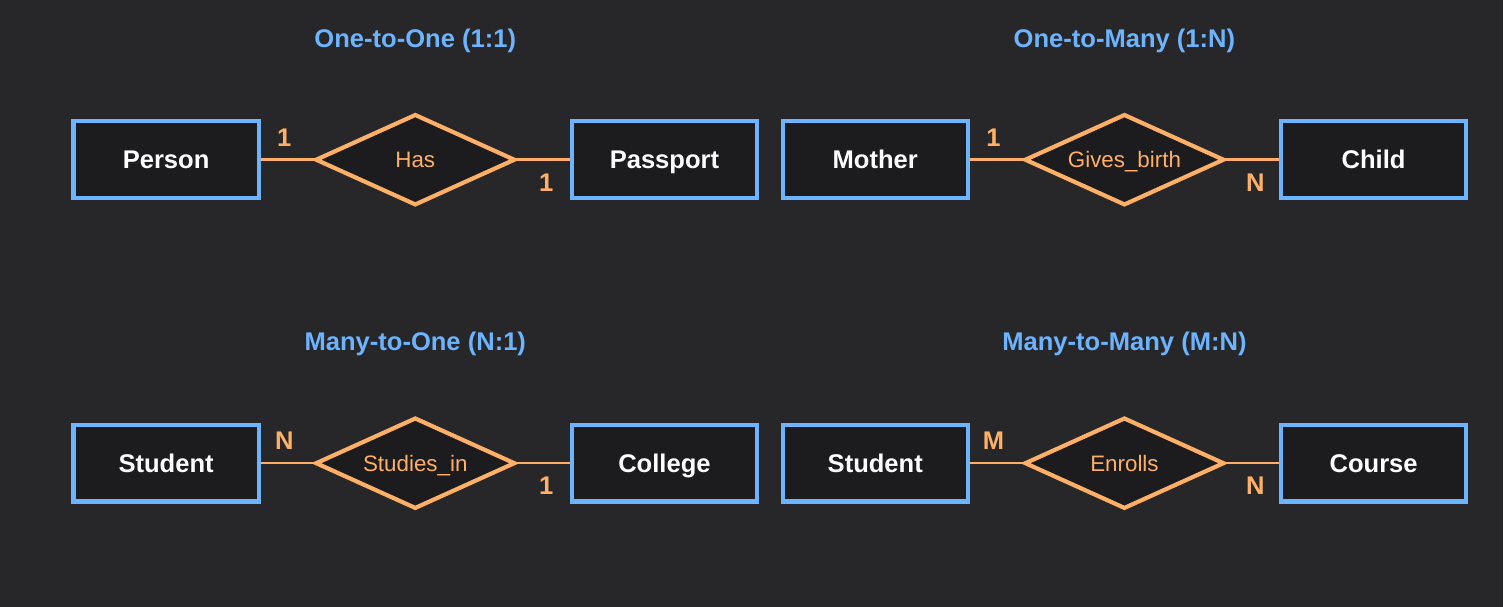 One-to-One (1:1)
Person
1
Has
1
Passport
One-to-Many (1:N)
Mother
1
Gives_birth
N
Child
Many-to-One (N:1)
Student
N
Studies_in
1
College
Many-to-Many (M:N)
Student
M
Enrolls
N
Course